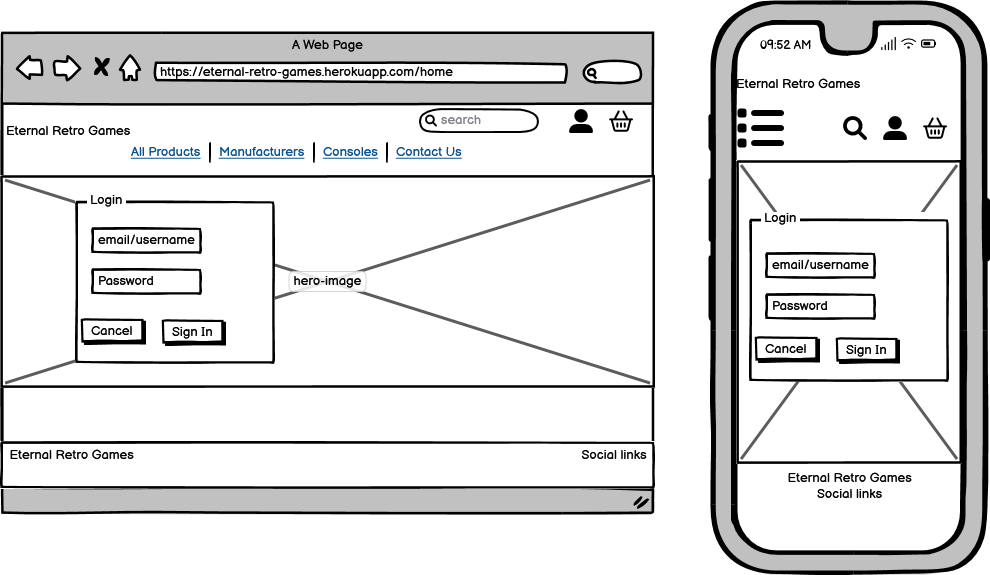 A Web Page
https://eternal-retro-games.herokuapp.com/home
search
Eternal Retro Games
All Products | Manufacturers | Consoles | Contact Us
Login
email/username
Password
Cancel Sign In
hero-image
Eternal Retro Games Social links
09:52 AM
Eternal Retro Games
Login
email/username
Password
Cancel Sign In
Eternal Retro Games
Social links